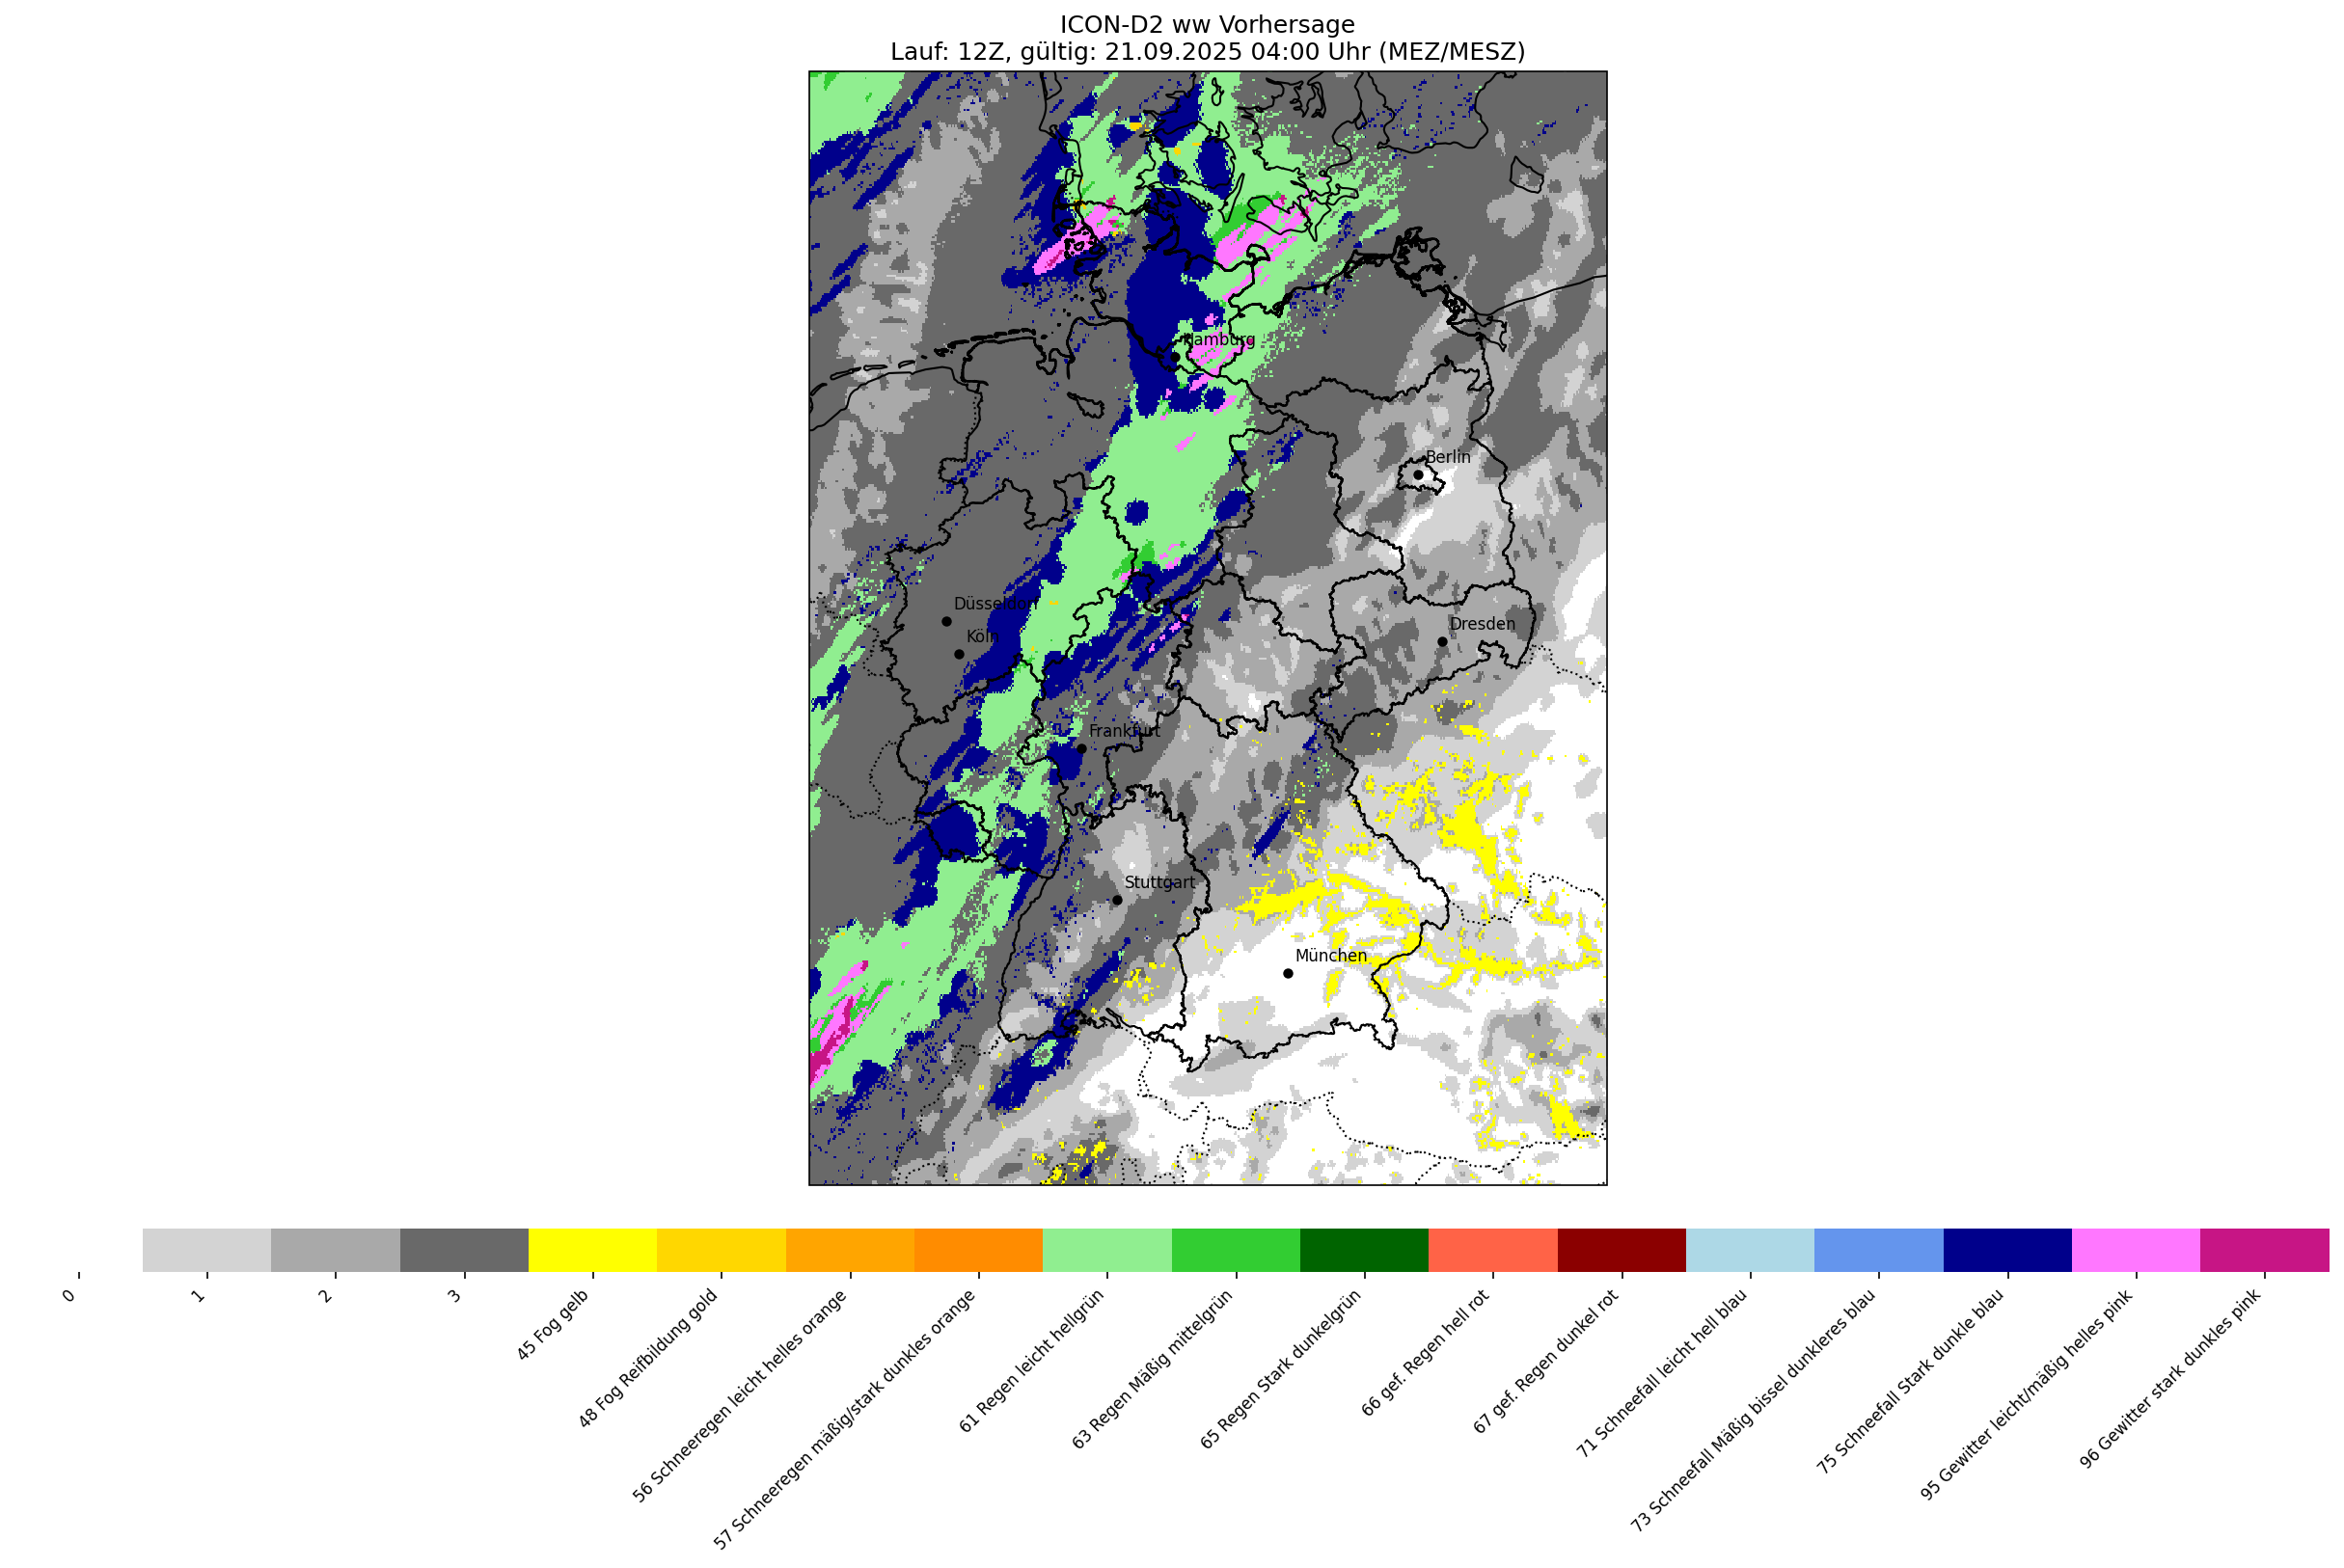 ICON-D2 ww Vorhersage
Lauf: 12Z, gültig: 21.09.2025 04:00 Uhr (MEZ/MESZ)
Hamburg
Berlin
Düsseldorf
Dresden
Köln
Frankfurt
Stuttgart
München
0
1
2
3
45 Fog gelb
48 Fog Reifbildung gold
56 Schneeregen leicht helles orange
57 Schneeregen mäßig/stark dunkles orange
61 Regen leicht hellgrün
63 Regen Mäßig mittelgrün
65 Regen Stark dunkelgrün
66 gef. Regen hell rot
67 gef. Regen dunkel rot
71 Schneefall leicht hell blau
73 Schneefall Mäßig bissel dunkleres blau
75 Schneefall Stark dunkle blau
95 Gewitter leicht/mäßig helles pink
96 Gewitter stark dunkles pink